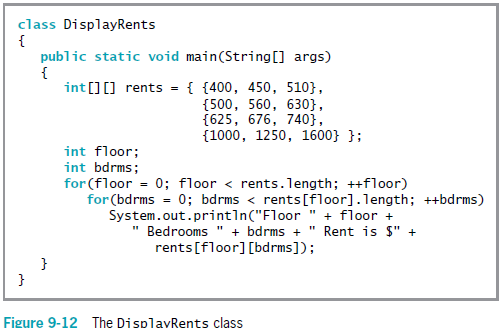 class DisplayRents
{
   public static void main(String[] args)
   {
      int[][] rents = { {400, 450, 510},
                        {500, 560, 630},
                        {625, 676, 740},
                        {1000, 1250, 1600} };
      int floor;
      int bdrms;
      for(floor = 0; floor < rents.length; ++floor)
         for(bdrms = 0; bdrms < rents[floor].length; ++bdrms)
            System.out.println("Floor " + floor +
               " Bedrooms " + bdrms + " Rent is $" +
                  rents[floor][bdrms]);
   }
}
Figure 9-12 The DisplayRents class